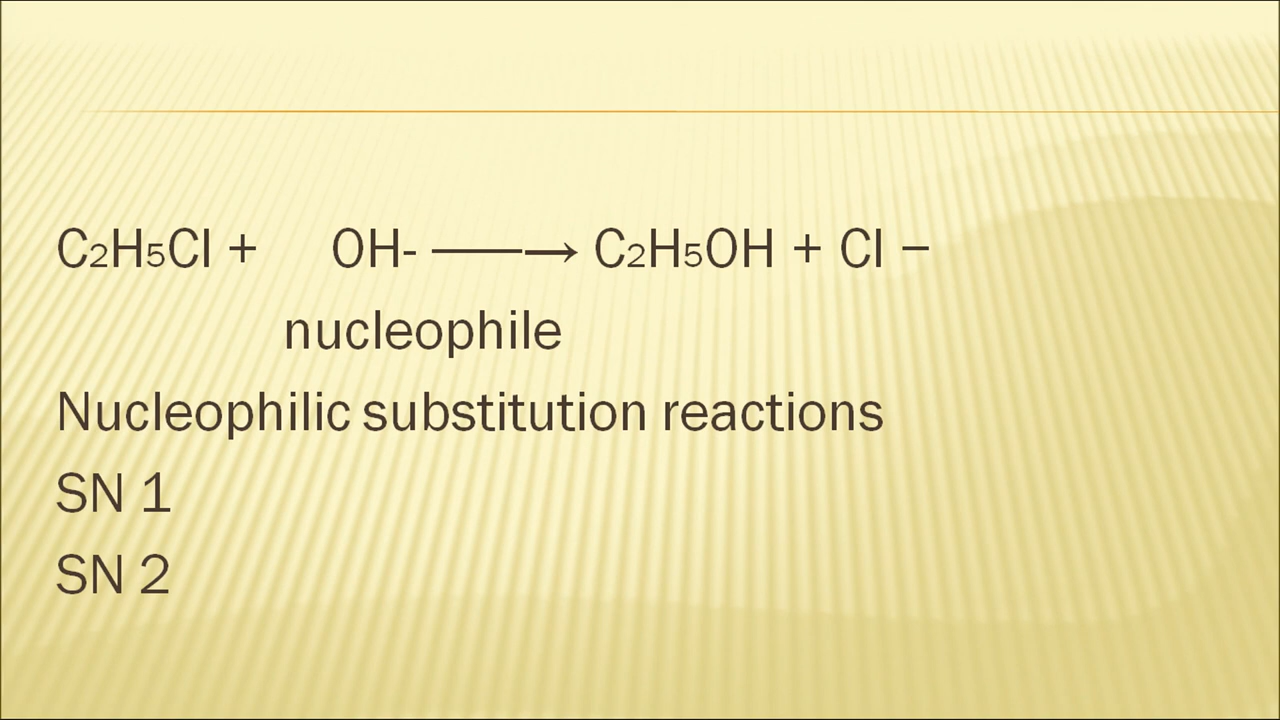 C₂H₅Cl + OH- ——→ C₂H₅OH + Cl −
nucleophile
Nucleophilic substitution reactions
SN 1
SN 2